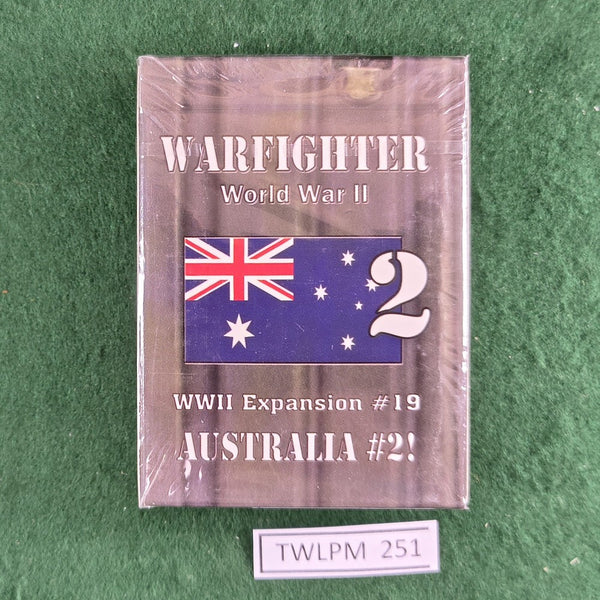 WARFIGHTER
World War II
2
WWII Expansion #19
AUSTRALIA #2!
TWLPM 251